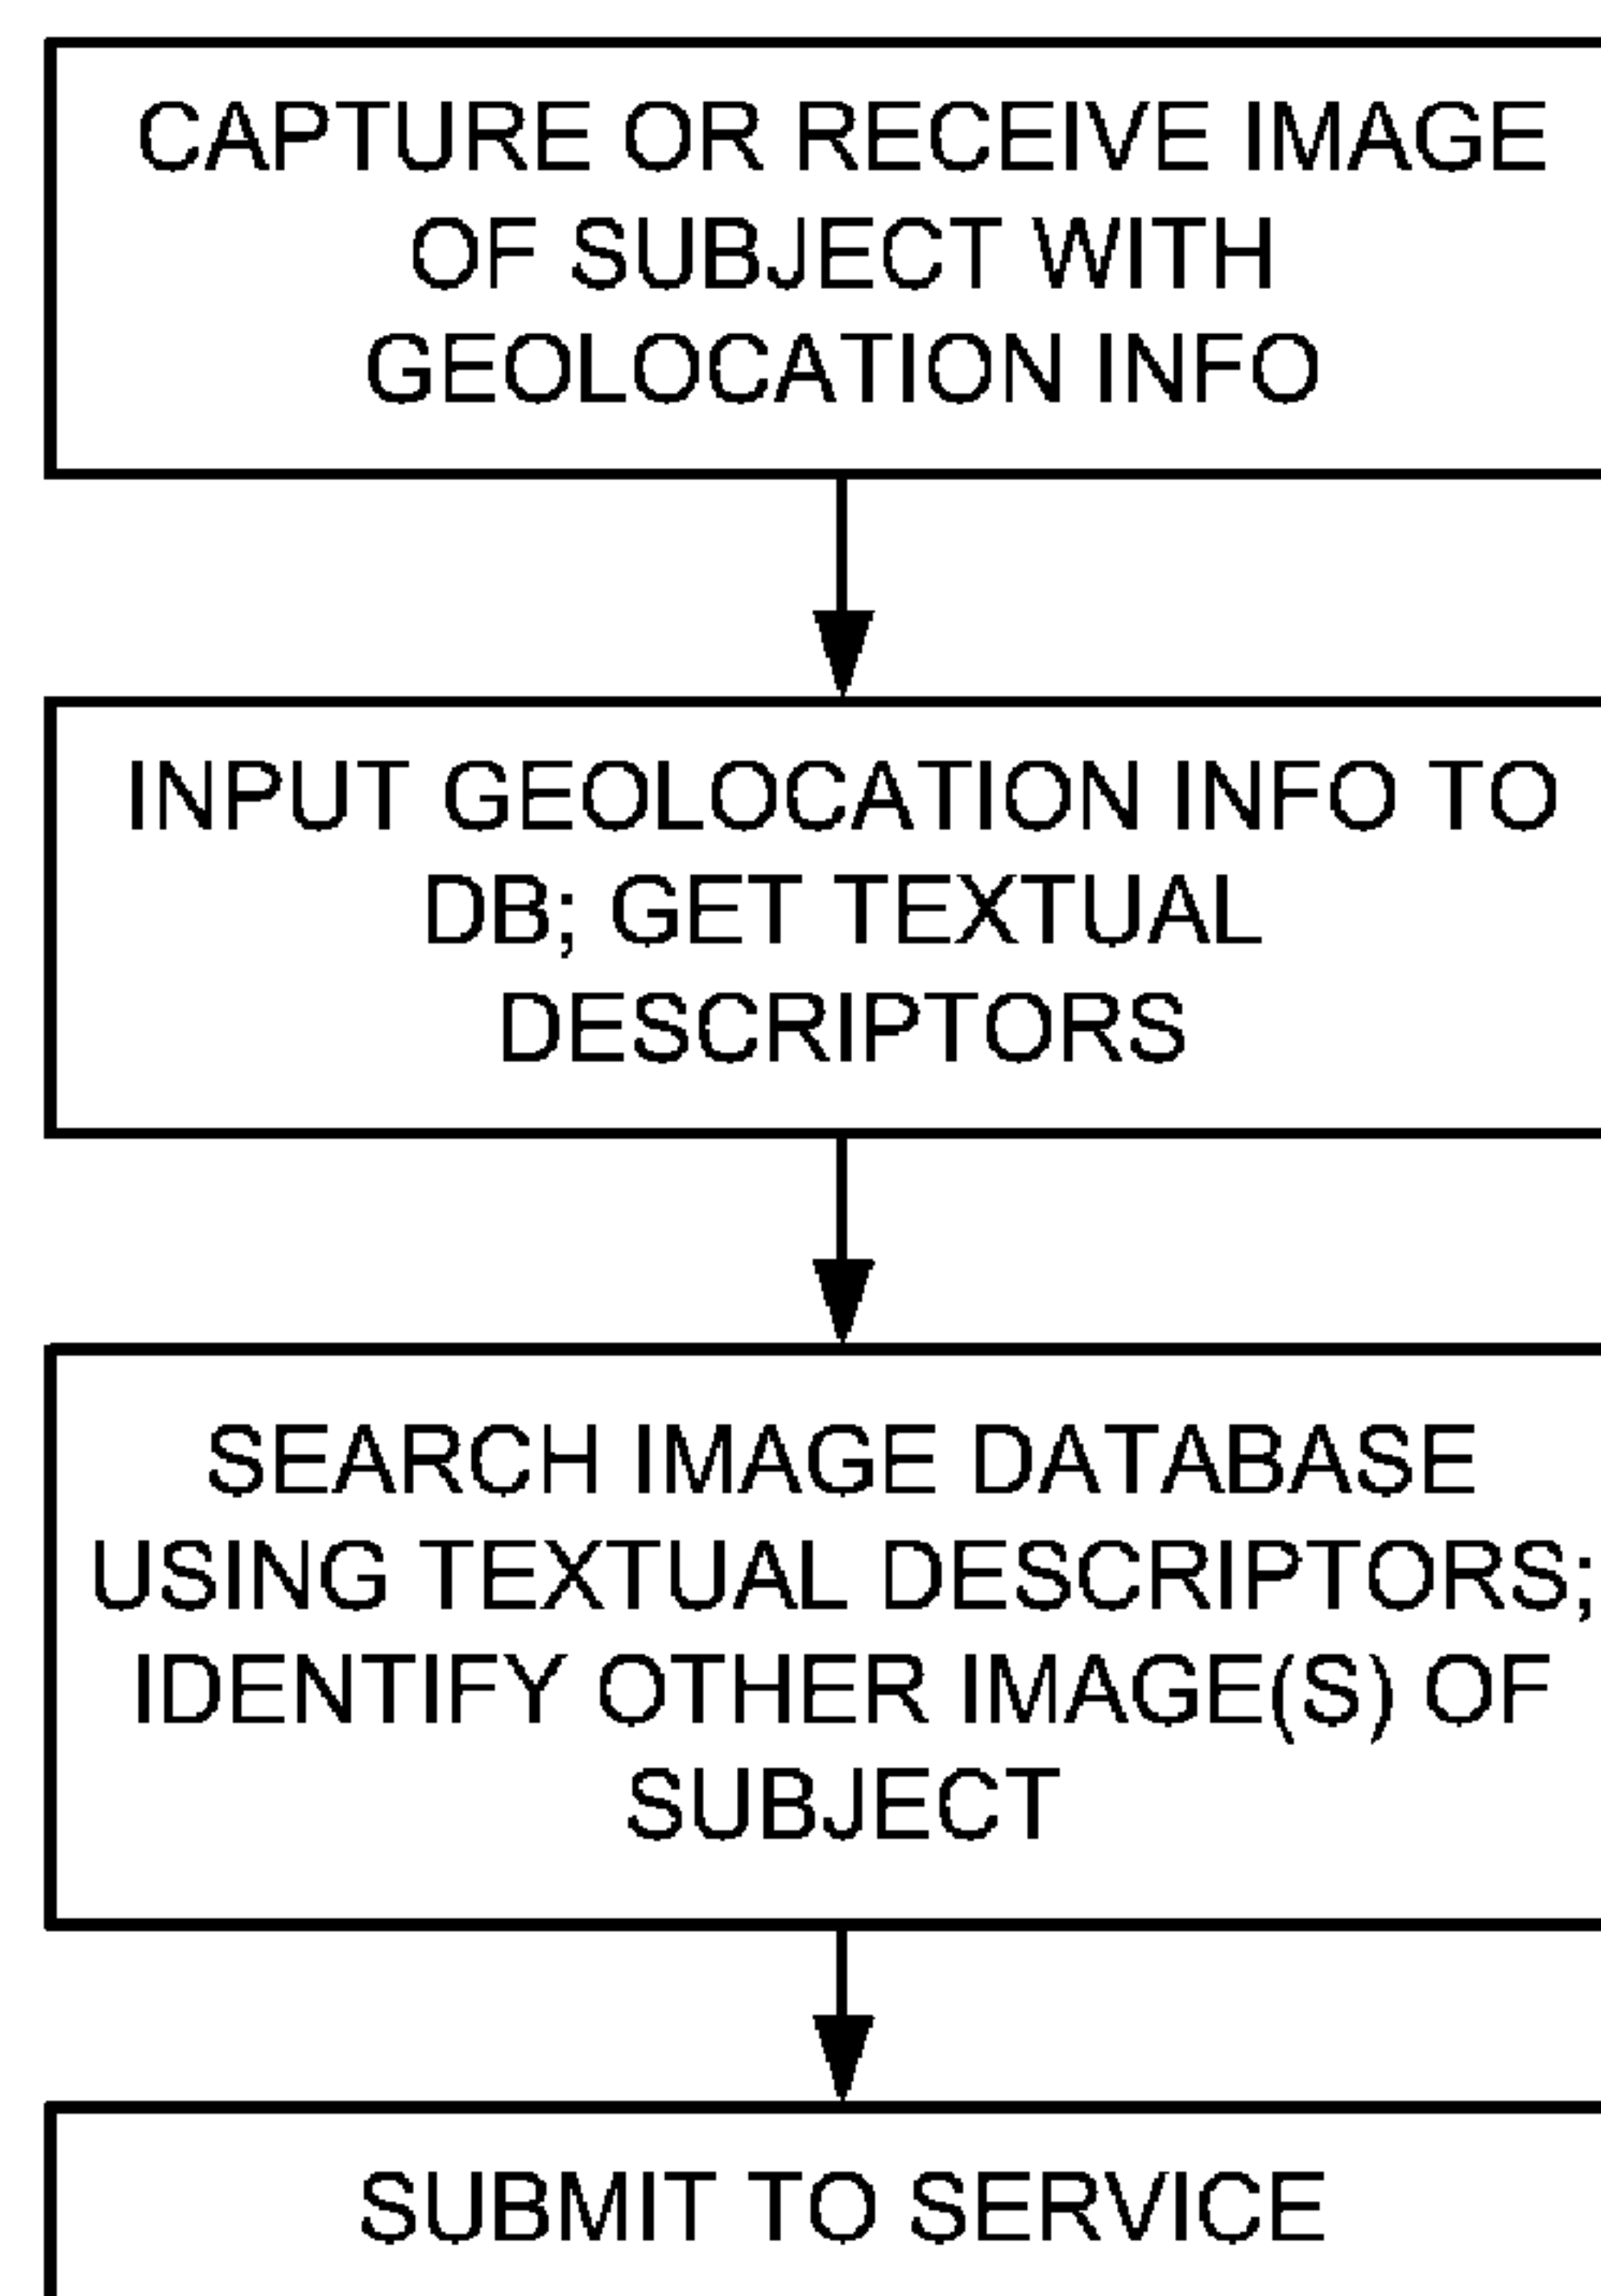 CAPTURE OR RECEIVE IMAGE
OF SUBJECT WITH
GEOLOCATION INFO
INPUT GEOLOCATION INFO TO
DB; GET TEXTUAL
DESCRIPTORS
SEARCH IMAGE DATABASE
USING TEXTUAL DESCRIPTORS;
IDENTIFY OTHER IMAGE(S) OF
SUBJECT
SUBMIT TO SERVICE